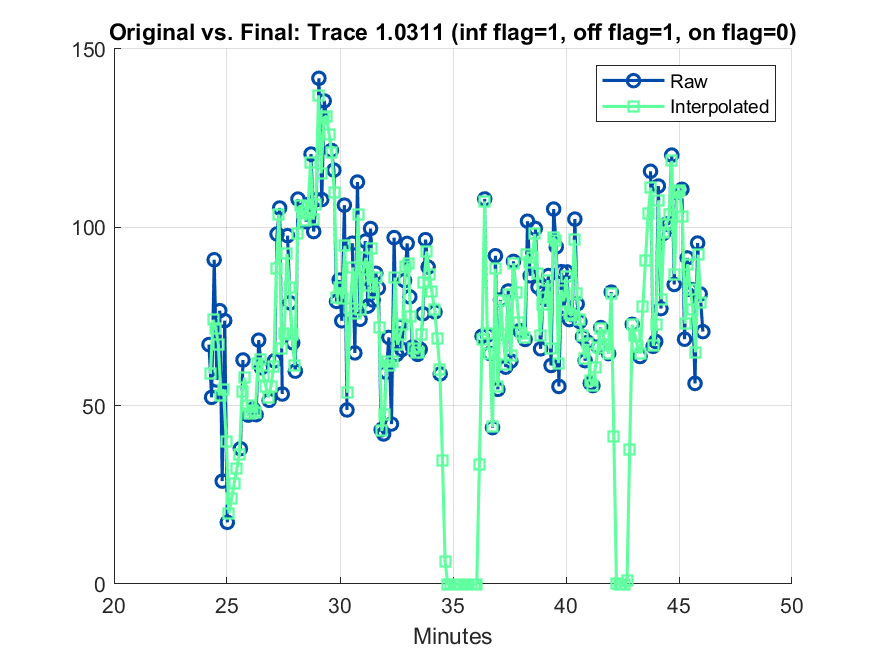 Original vs. Final: Trace 1.0311 (inf flag=1, off flag=1, on flag=0)
150
100
50
0
Raw
Interpolated
20 25 30 35 40 45 50
Minutes